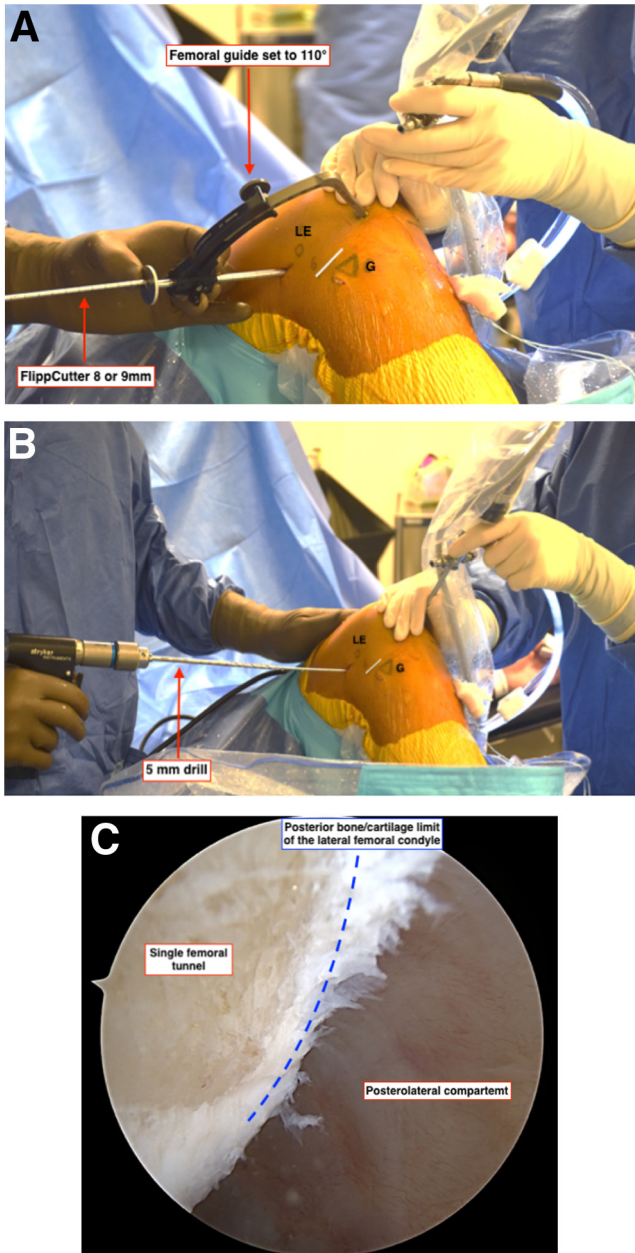 A
Femoral guide set to 110°
LE
G
FlippCutter 8 or 9mm
B
LE
G
stryker
5 mm drill
C
Posterior bone/cartilage limit
of the lateral femoral condyle
Single femoral
tunnel
Posterolateral compartemt